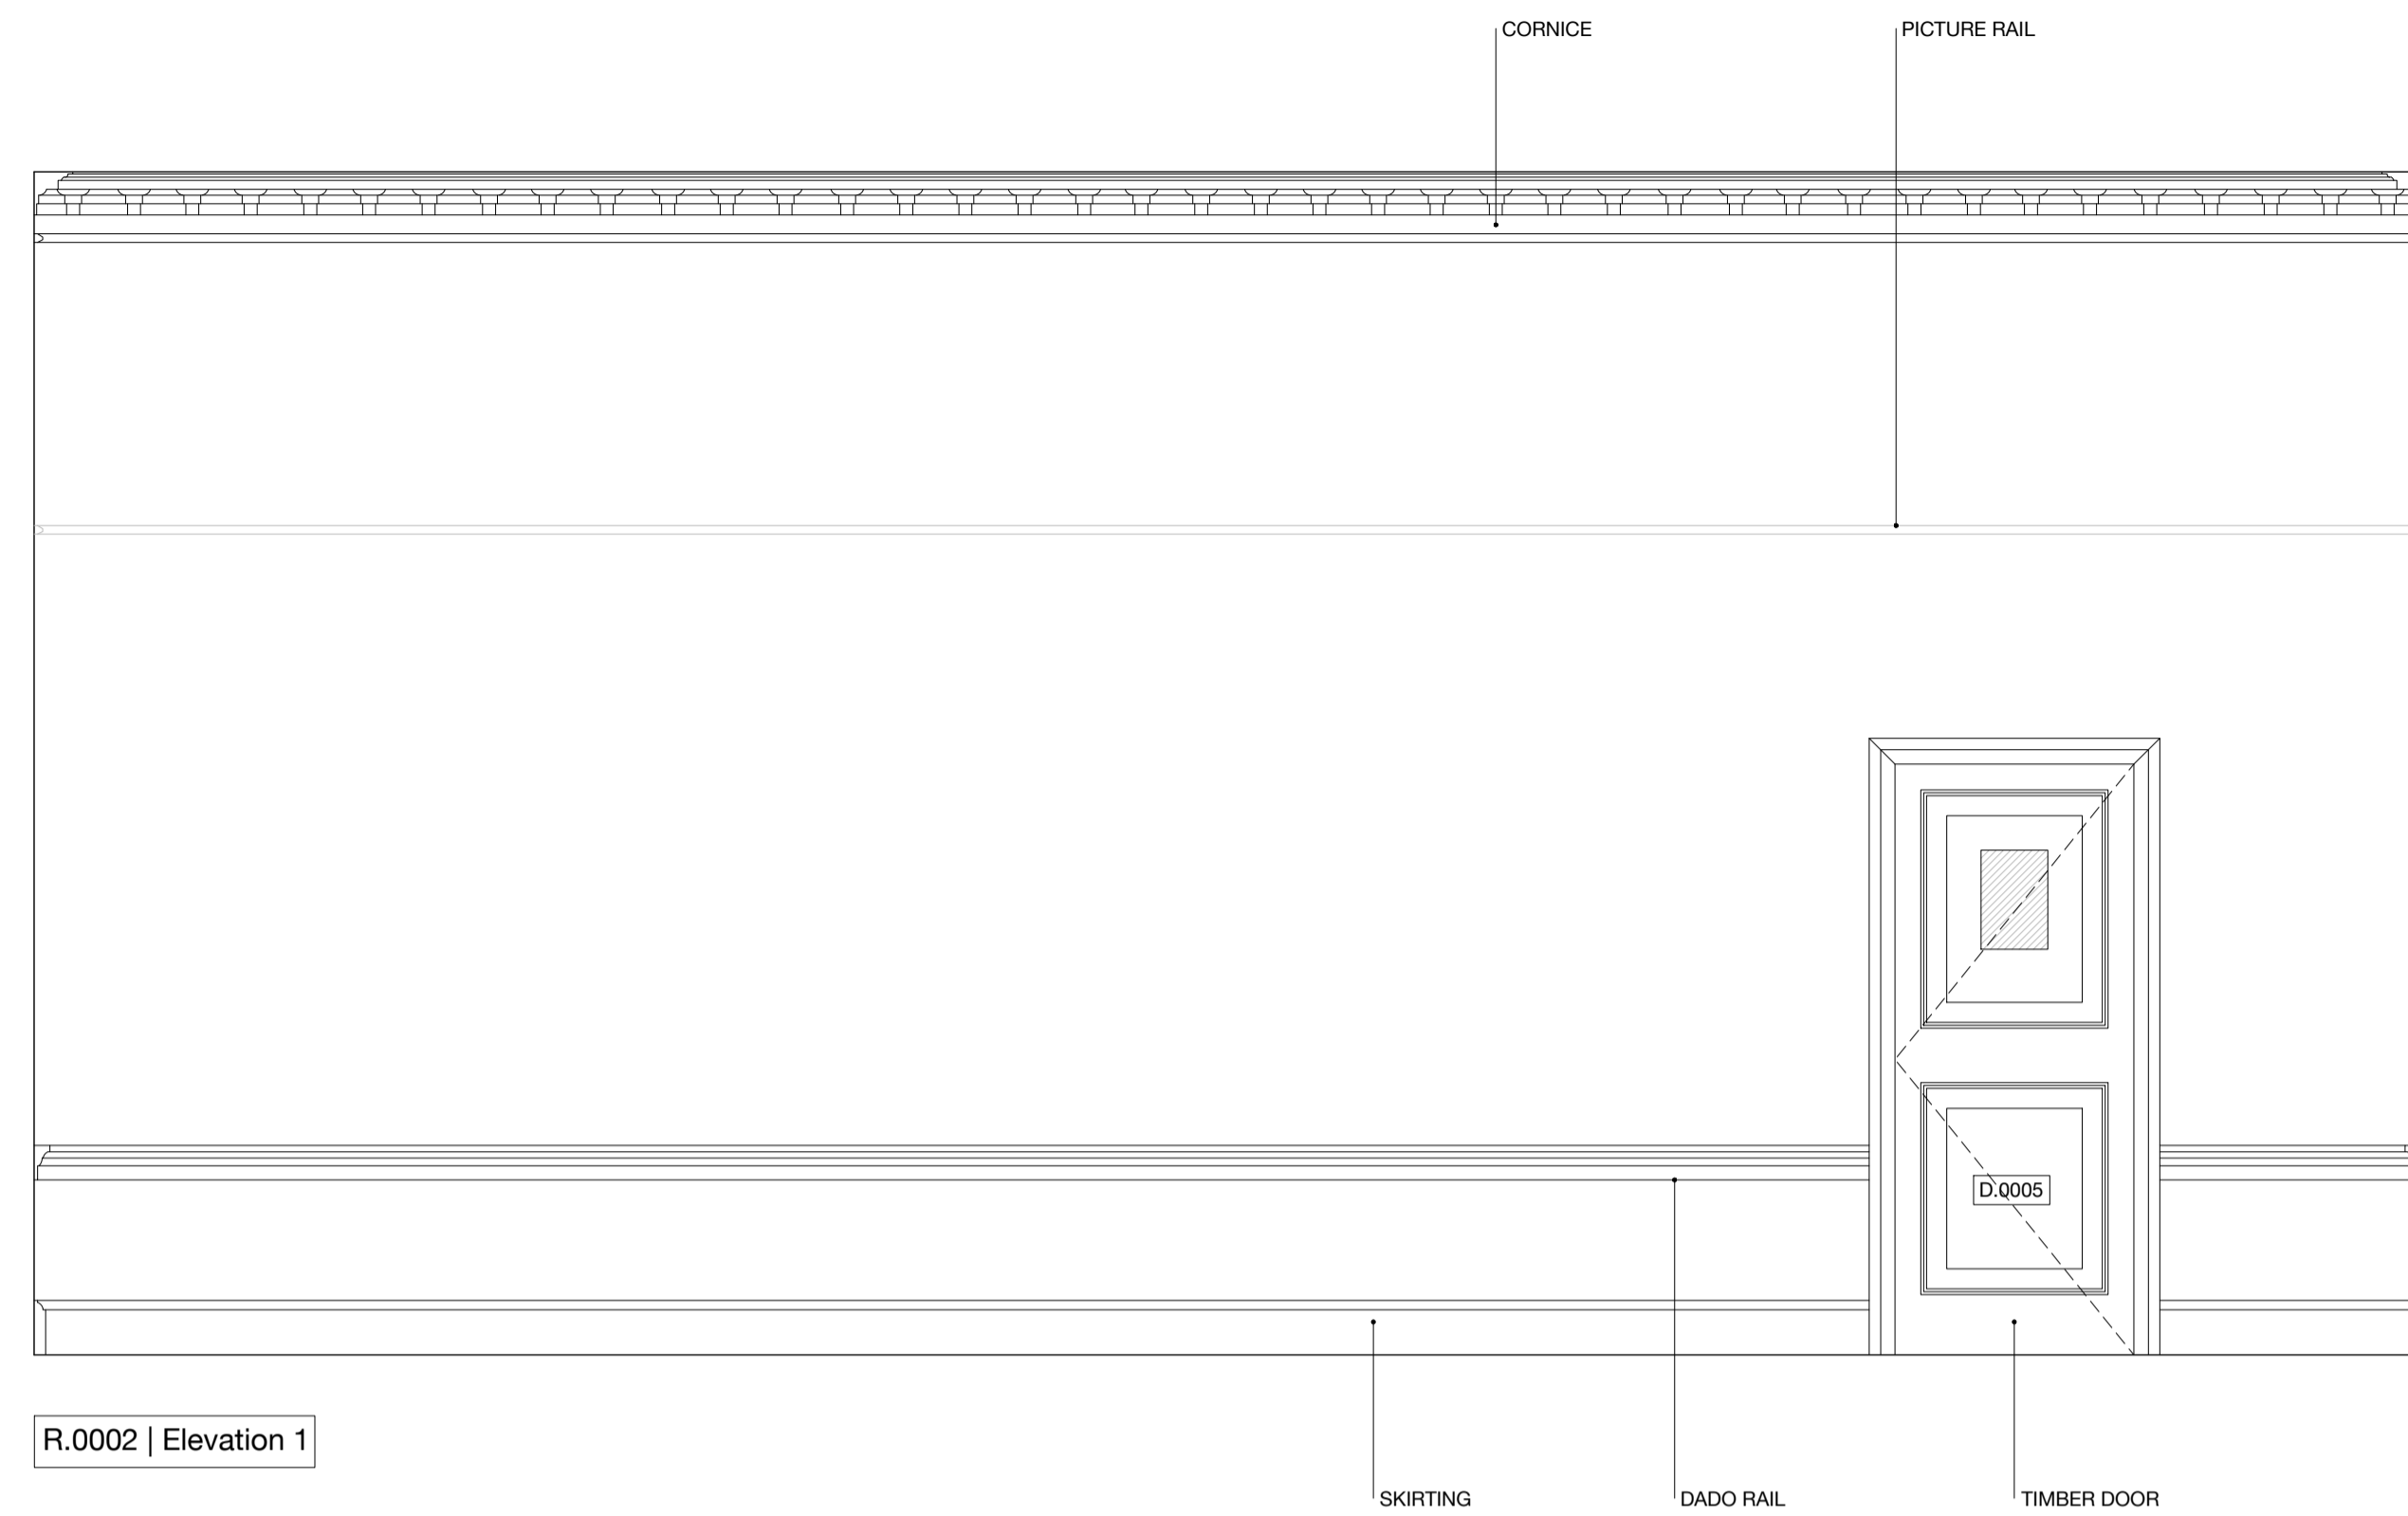 CORNICE
PICTURE RAIL
D.0005
R.0002 | Elevation 1
SKIRTING
DADO RAIL
TIMBER DOOR